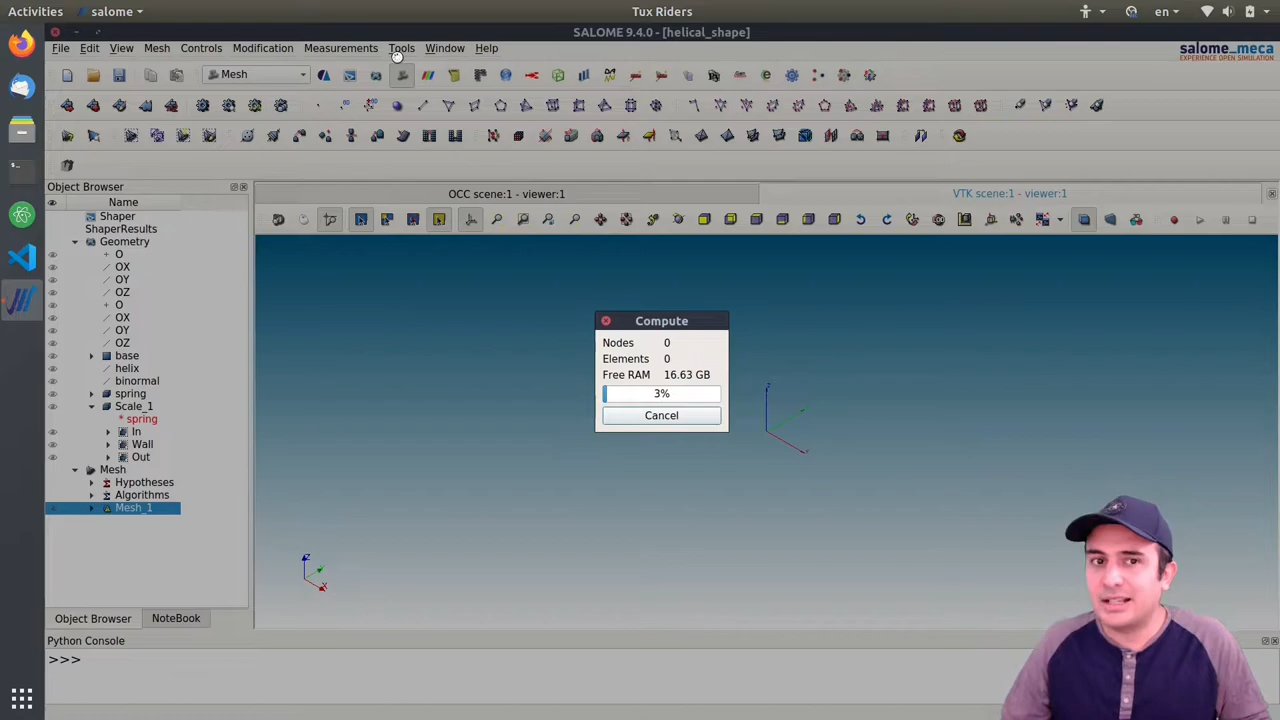 Activities
salome
Tux Riders
en
SALOME 9.4.0 - [helical_shape]
File Edit View Mesh Controls Modification Measurements Tools Window Help
salome_meca
EXPERIENCE OPEN SIMULATION
Mesh
Object Browser
Name
OCC scene:1 - viewer:1
VTK scene:1 - viewer:1
Shaper
ShaperResults
Geometry
O
OX
OY
OZ
O
OX
OY
OZ
base
helix
binormal
spring
Scale_1
* spring
In
Wall
Out
Mesh
Hypotheses
Algorithms
Mesh_1
Compute
Nodes 0
Elements 0
Free RAM 16.63 GB
3%
Cancel
Z
Z
X
Object Browser
NoteBook
Python Console
>>>